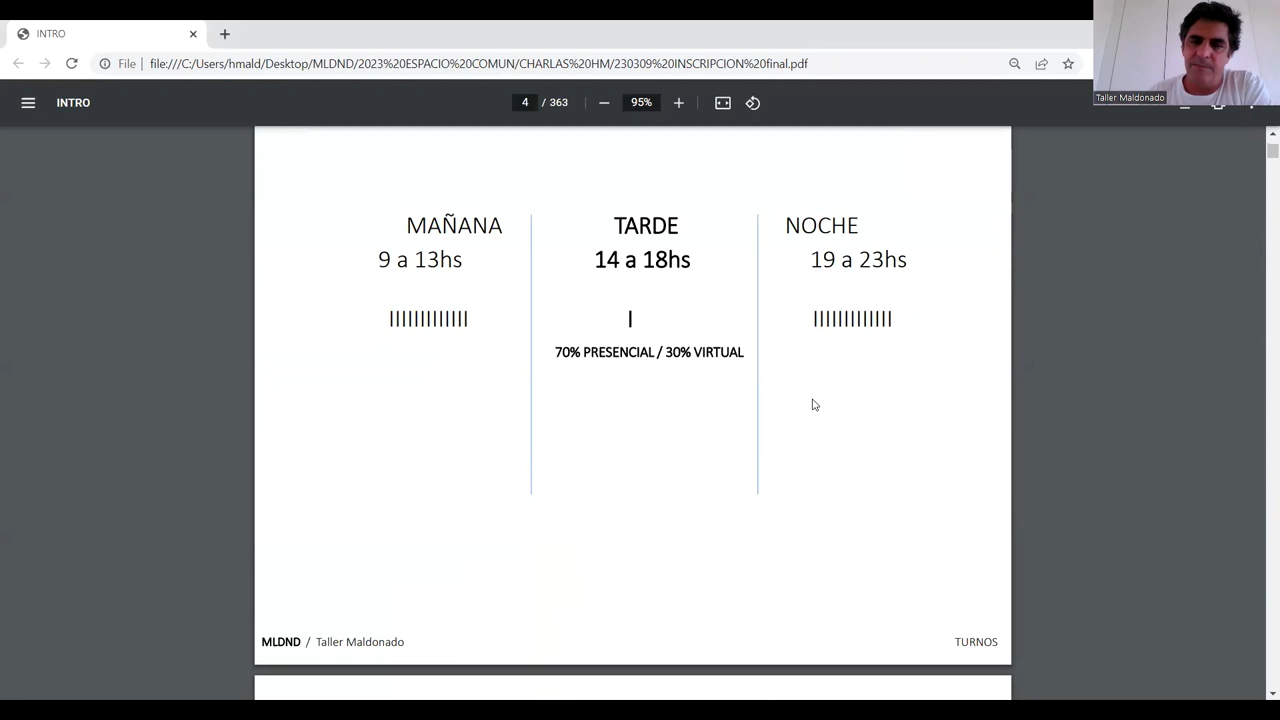 INTRO
File
file:///C:/Users/hmald/Desktop/MLDND/2023%20ESPACIO%20COMUN/CHARLAS%20HM/230309%20INSCRIPCION%20final.pdf
Taller Maldonado
INTRO
4 / 363
95%
MAÑANA
9 a 13hs
|||||||||||||
TARDE
14 a 18hs
|
70% PRESENCIAL / 30% VIRTUAL
NOCHE
19 a 23hs
|||||||||||||
MLDND / Taller Maldonado
TURNOS